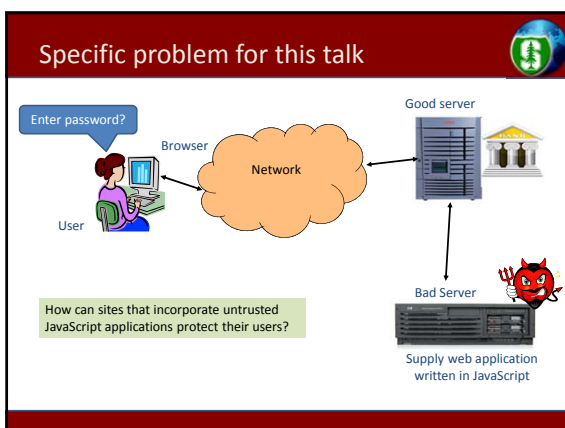 Specific problem for this talk
Good server
Enter password?
Browser
BANK
Network
User
Bad Server
How can sites that incorporate untrusted
JavaScript applications protect their users?
Supply web application
written in JavaScript